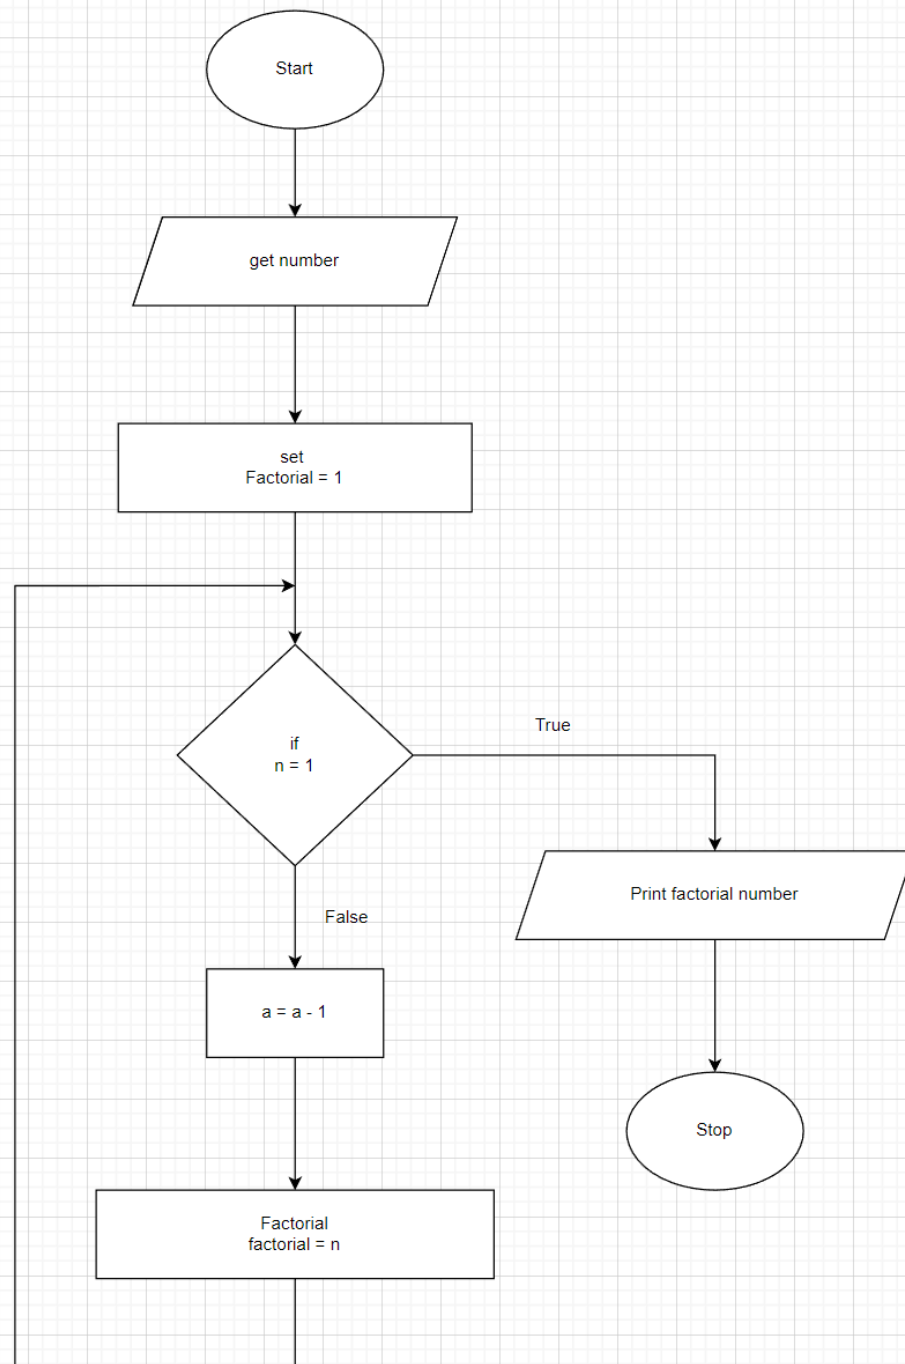 Start
get number
set
Factorial = 1
if
n = 1
True
False
Print factorial number
a = a - 1
Stop
Factorial
factorial = n